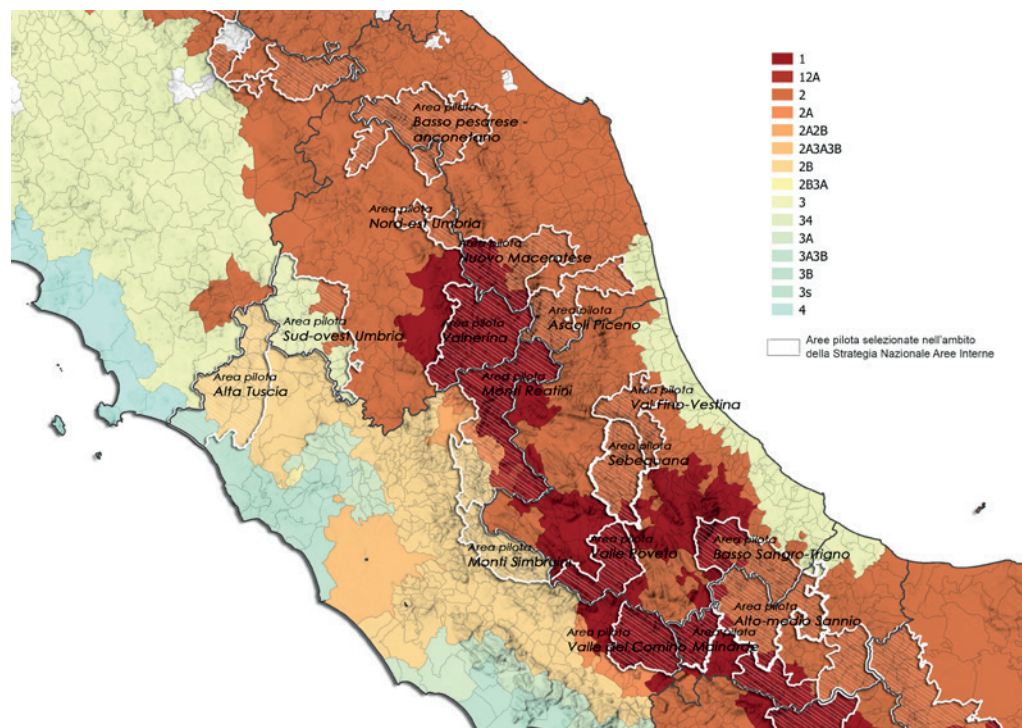 1
12A
2
2A
2A2B
2A3A3B
2B
2B3A
3
34
3A
3A3B
3B
3s
4
Aree pilota selezionate nell'ambito
della Strategia Nazionale Aree Interne
Area pilota
Basso pesarese -
anconetano
Area pilota
Nord-est Umbria
Area pilota
Nuovo Maceratese
Area pilota
Sud-ovest Umbria
Area pilota
Valnerina
Area pilota
Ascoli Piceno
Area pilota
Alta Tuscia
Area pilota
Monti Reatini
Area pilota
Val Fino-Vestina
Area pilota
Sebequana
Area pilota
Monti Simbruini
Area pilota
Valle Roveto
Area pilota
Basso Sangro-Trigno
Area pilota
Alto-medio Sannio
Area pilota
Valle del Comino
Area pilota
Mainarde